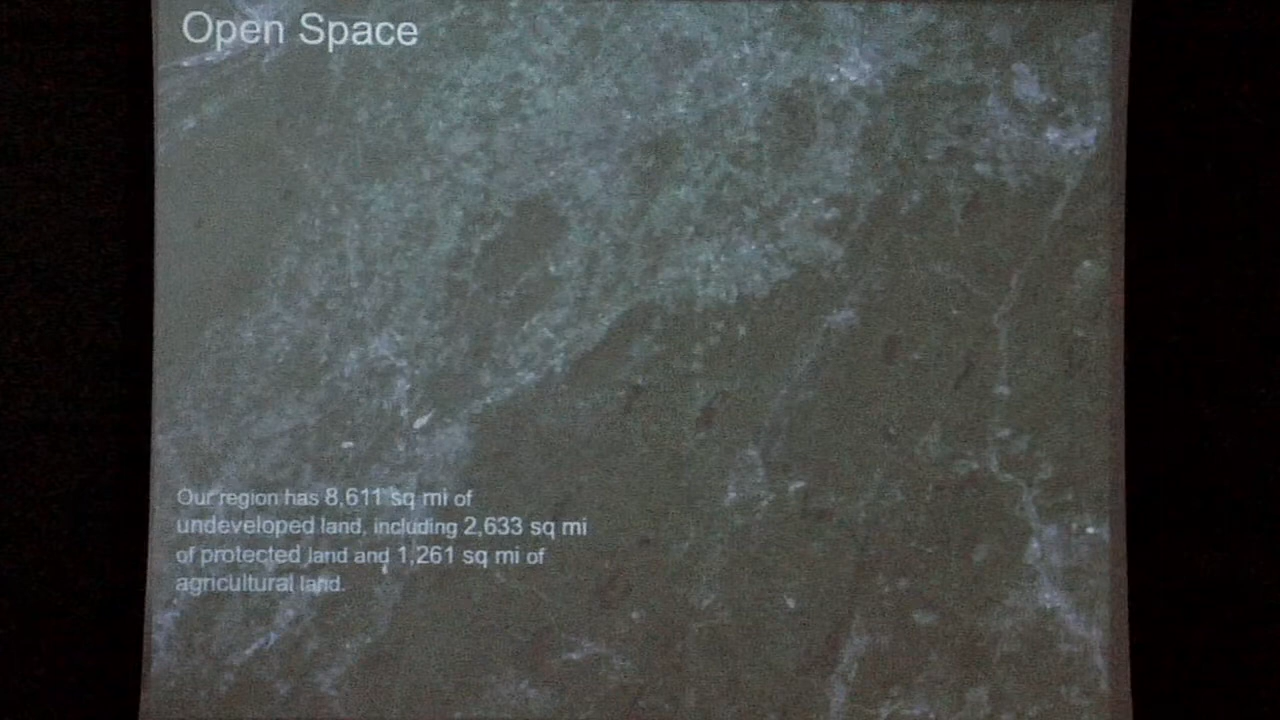 Open Space
Our region has 8,611 sq mi of
undeveloped land, including 2,633 sq mi
of protected land and 1,261 sq mi of
agricultural land.